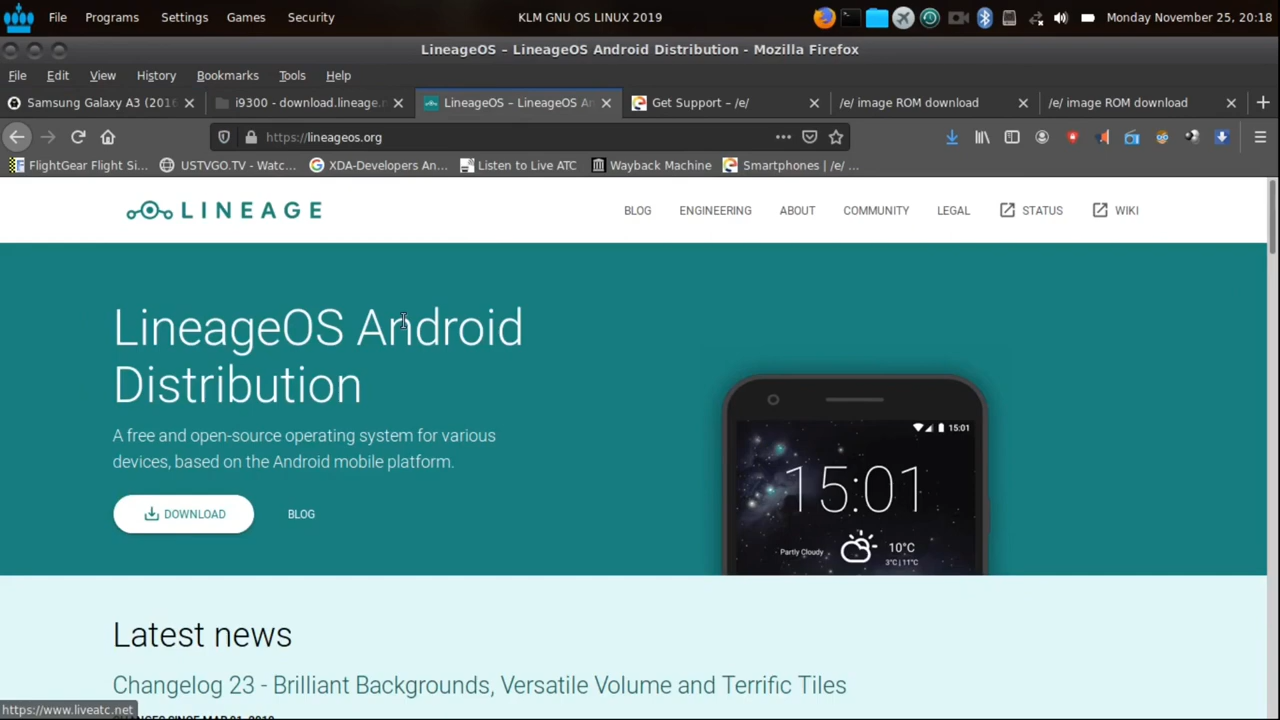 File Programs Settings Games Security KLM GNU OS LINUX 2019 Monday November 25, 20:18
LineageOS – LineageOS Android Distribution - Mozilla Firefox
File Edit View History Bookmarks Tools Help
Samsung Galaxy A3 (2016 i9300 - download.lineage.r LineageOS – LineageOS An Get Support – /e/ /e/ image ROM download /e/ image ROM download
https://lineageos.org
FlightGear Flight Si... USTVGO.TV - Watc... XDA-Developers An... Listen to Live ATC Wayback Machine Smartphones | /e/ ...
LINEAGE BLOG ENGINEERING ABOUT COMMUNITY LEGAL STATUS WIKI
LineageOS Android
Distribution
A free and open-source operating system for various
devices, based on the Android mobile platform.
DOWNLOAD BLOG
15:01
15:01
Partly Cloudy 10°C
3°C | 11°C
Latest news
Changelog 23 - Brilliant Backgrounds, Versatile Volume and Terrific Tiles
https://www.liveatc.net